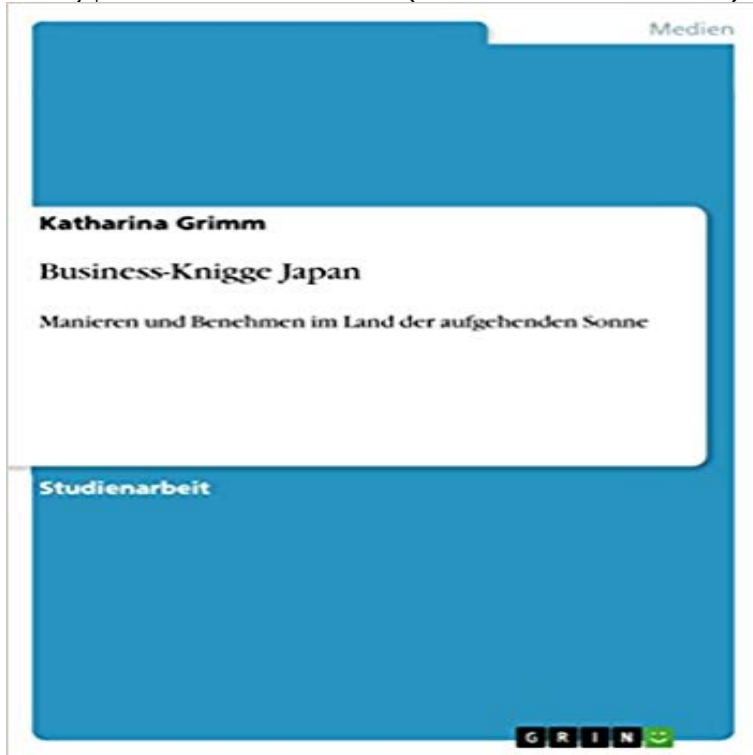 Medien
Katharina Grimm
Business-Knigge Japan
Manieren und Benehmen im Land der aufgehenden Sonne
Studienarbeit
GRIN